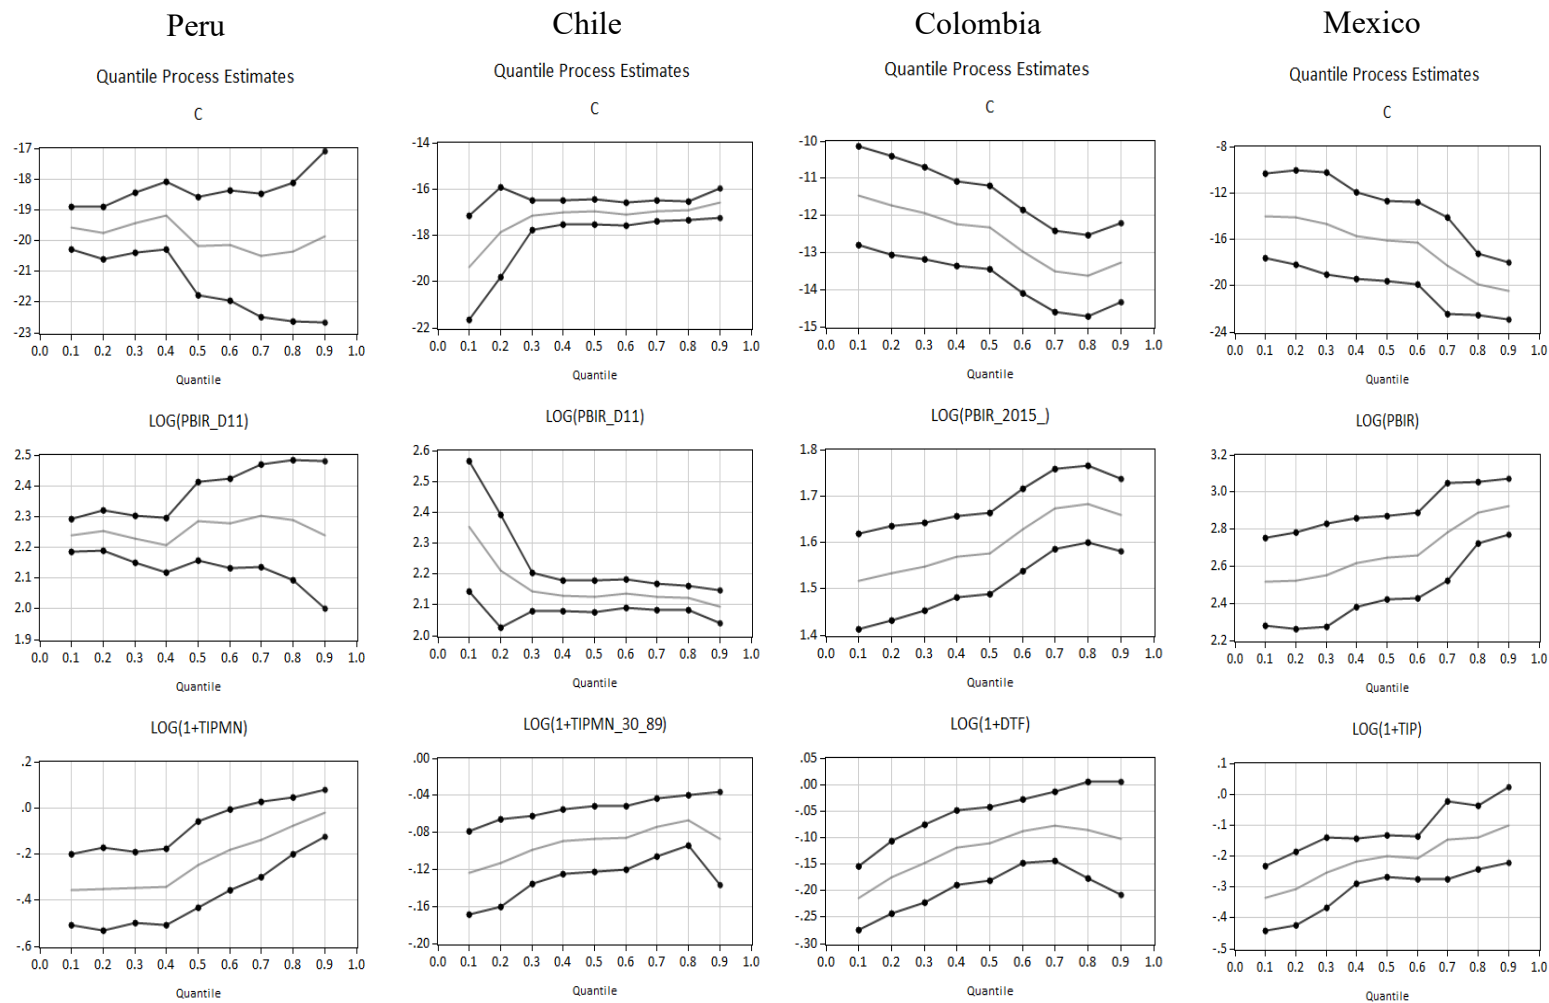 Peru
Chile
Colombia
Mexico
Quantile Process Estimates
Quantile Process Estimates
Quantile Process Estimates
Quantile Process Estimates
C
C
C
C
-17
-18
-19
-20
-21
-22
-23
0.0 0.1 0.2 0.3 0.4 0.5 0.6 0.7 0.8 0.9 1.0
Quantile
-14
-16
-18
-20
-22
0.0 0.1 0.2 0.3 0.4 0.5 0.6 0.7 0.8 0.9 1.0
Quantile
-10
-11
-12
-13
-14
-15
0.0 0.1 0.2 0.3 0.4 0.5 0.6 0.7 0.8 0.9 1.0
Quantile
-8
-12
-16
-20
-24
0.0 0.1 0.2 0.3 0.4 0.5 0.6 0.7 0.8 0.9 1.0
Quantile
LOG(PBIR_D11)
2.5
2.4
2.3
2.2
2.1
2.0
1.9
0.0 0.1 0.2 0.3 0.4 0.5 0.6 0.7 0.8 0.9 1.0
Quantile
LOG(PBIR_D11)
2.6
2.5
2.4
2.3
2.2
2.1
2.0
0.0 0.1 0.2 0.3 0.4 0.5 0.6 0.7 0.8 0.9 1.0
Quantile
LOG(PBIR_2015_)
1.8
1.7
1.6
1.5
1.4
0.0 0.1 0.2 0.3 0.4 0.5 0.6 0.7 0.8 0.9 1.0
Quantile
LOG(PBIR)
3.2
3.0
2.8
2.6
2.4
2.2
0.0 0.1 0.2 0.3 0.4 0.5 0.6 0.7 0.8 0.9 1.0
Quantile
LOG(1+TIPMN)
.2
.0
-.2
-.4
-.6
0.0 0.1 0.2 0.3 0.4 0.5 0.6 0.7 0.8 0.9 1.0
Quantile
LOG(1+TIPMN_30_89)
.00
-.04
-.08
-.12
-.16
-.20
0.0 0.1 0.2 0.3 0.4 0.5 0.6 0.7 0.8 0.9 1.0
Quantile
LOG(1+DTF)
.05
.00
-.05
-.10
-.15
-.20
-.25
-.30
0.0 0.1 0.2 0.3 0.4 0.5 0.6 0.7 0.8 0.9 1.0
Quantile
LOG(1+TIP)
.1
.0
-.1
-.2
-.3
-.4
-.5
0.0 0.1 0.2 0.3 0.4 0.5 0.6 0.7 0.8 0.9 1.0
Quantile